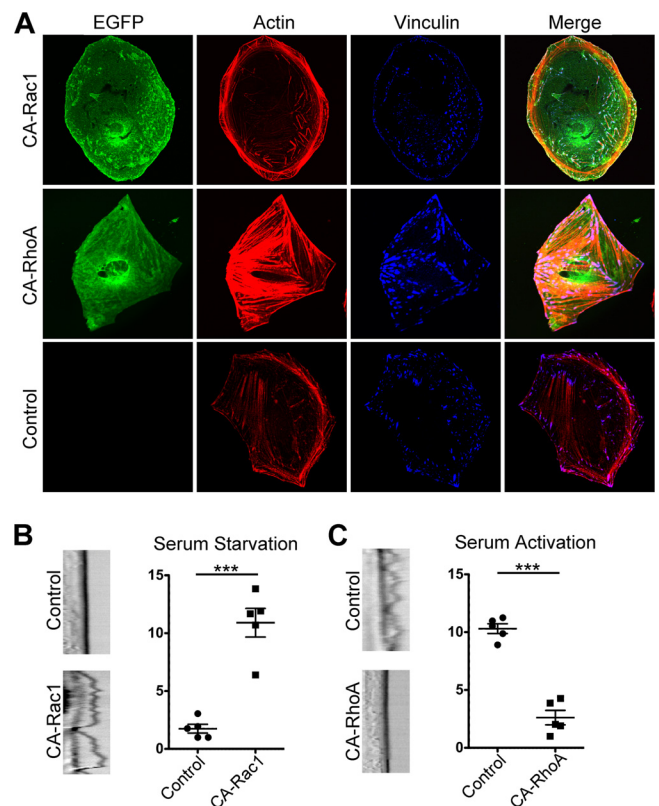 A
EGFP Actin Vinculin Merge
CA-Rac1
CA-RhoA
Control
B
Serum Starvation
Control
CA-Rac1
***
15
10
5
0
Control CA-Rac1
C
Serum Activation
Control
CA-RhoA
***
15
10
5
0
Control CA-RhoA